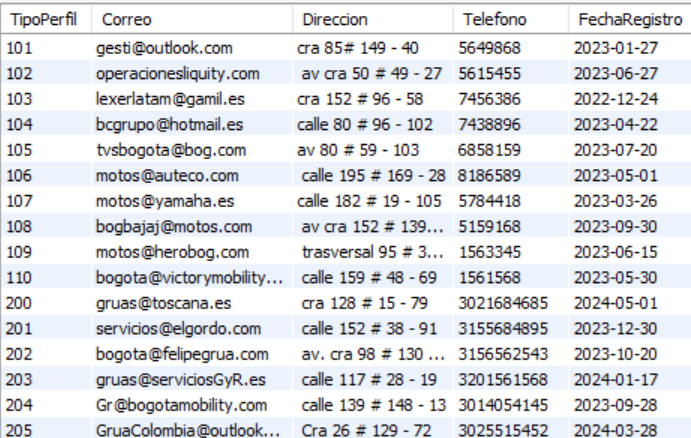 TipoPerfil Correo Direccion Telefono FechaRegistro
101 gesti@outlook.com cra 85# 149 - 40 5649868 2023-01-27
102 operacionesliquity.com av cra 50 # 49 - 27 5615455 2023-06-27
103 lexerlatam@gamil.es cra 152 # 96 - 58 7456386 2022-12-24
104 bcgrupo@hotmail.es calle 80 # 96 - 102 7438896 2023-04-22
105 tvsbogota@bog.com av 80 # 59 - 103 6858159 2023-07-20
106 motos@auteco.com calle 195 # 169 - 28 8186589 2023-05-01
107 motos@yamaha.es calle 182 # 19 - 105 5784418 2023-03-26
108 bogbajaj@motos.com av cra 152 # 139... 5159168 2023-09-30
109 motos@herobog.com trasversal 95 # 3... 1563345 2023-06-15
110 bogota@victorymobility... calle 159 # 48 - 69 1561568 2023-05-30
200 gruas@toscana.es cra 128 # 15 - 79 3021684685 2024-05-01
201 servicios@elgordo.com calle 152 # 38 - 91 3155684895 2023-12-30
202 bogota@felipegrua.com av. cra 98 # 130 ... 3156562543 2023-10-20
203 gruas@serviciosGyR.es calle 117 # 28 - 19 3201561568 2024-01-17
204 Gr@bogotamobility.com calle 139 # 148 - 13 3014054145 2023-09-28
205 GruaColombia@outlook... Cra 26 # 129 - 72 3025515452 2024-03-28